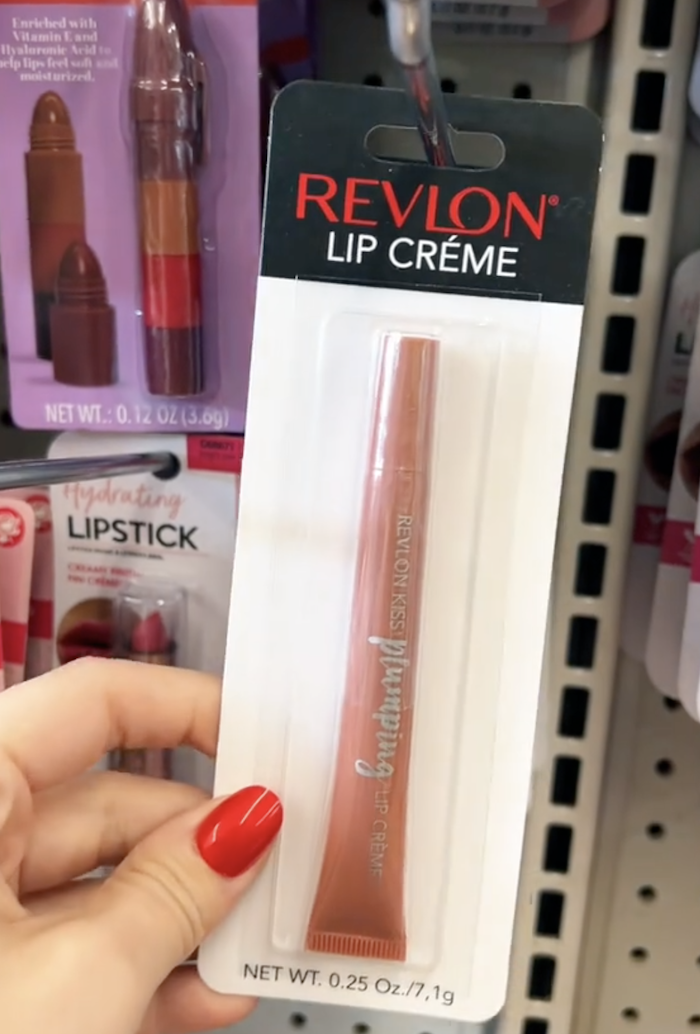 Enriched with
Vitamin E and
Hyaluronic Acid to
help lips feel soft and
moisturized.
NET WT.: 0.12 OZ (3.6g)
Hydrating
LIPSTICK
REVLON®
LIP CRÉME
REVLON KISS plumping LIP CRÈME
NET WT. 0.25 Oz./7,1g